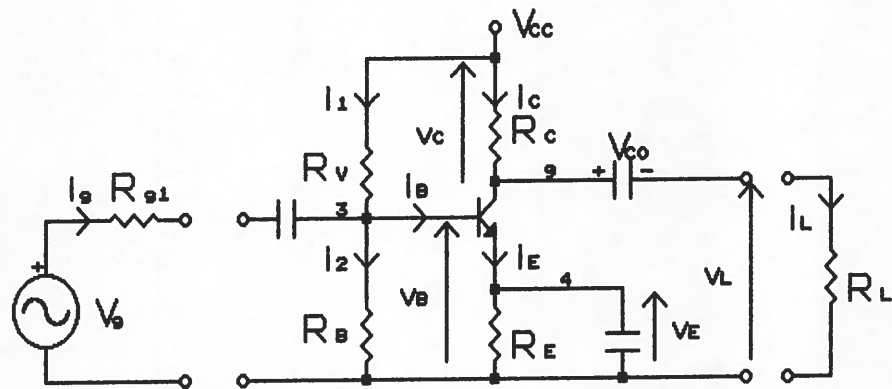 Vcc
I1
Ic
Vc
Rc
Vco
Ig
Rg1
Rv
IB
9
+
-
3
I2
IE
iL
VB
4
VL
+
Vg
RB
RE
VE
RL